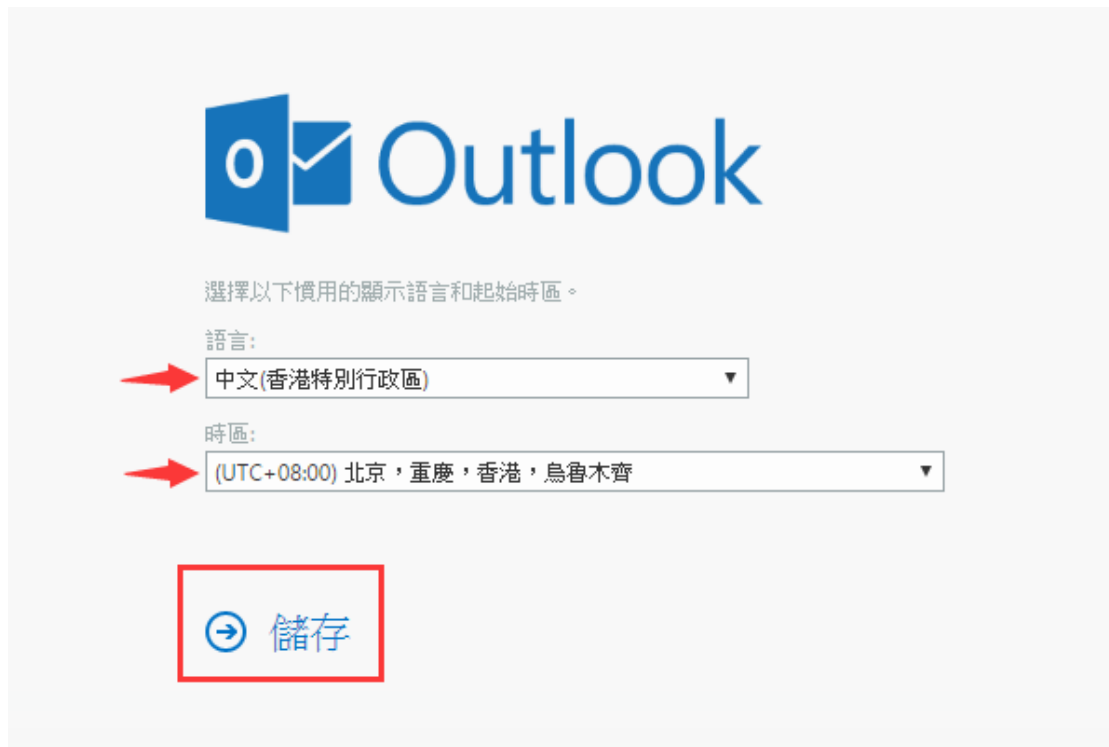 Outlook
選擇以下慣用的顯示語言和起始時區。
語言:
中文(香港特別行政區)
時區:
(UTC+08:00) 北京，重慶，香港，烏魯木齊
儲存